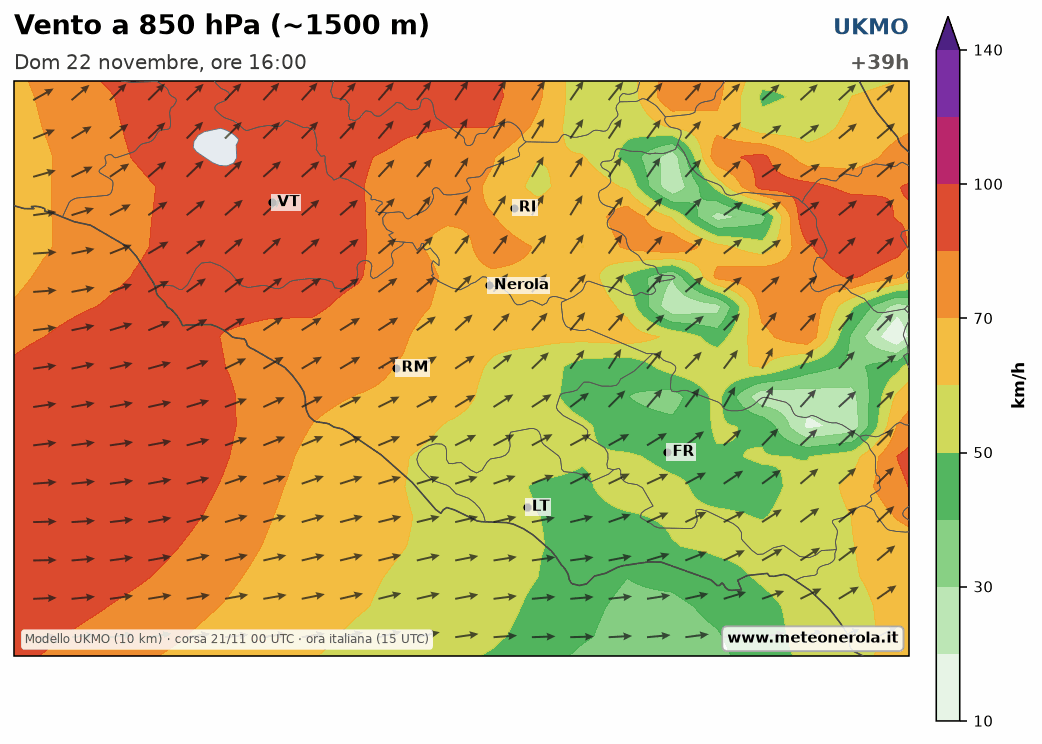 Vento a 850 hPa (~1500 m)
UKMO
Dom 22 novembre, ore 16:00
+39h
VT
RI
Nerola
RM
FR
LT
Modello UKMO (10 km) · corsa 21/11 00 UTC · ora italiana (15 UTC)
www.meteonerola.it
140
100
70
50
30
10
km/h